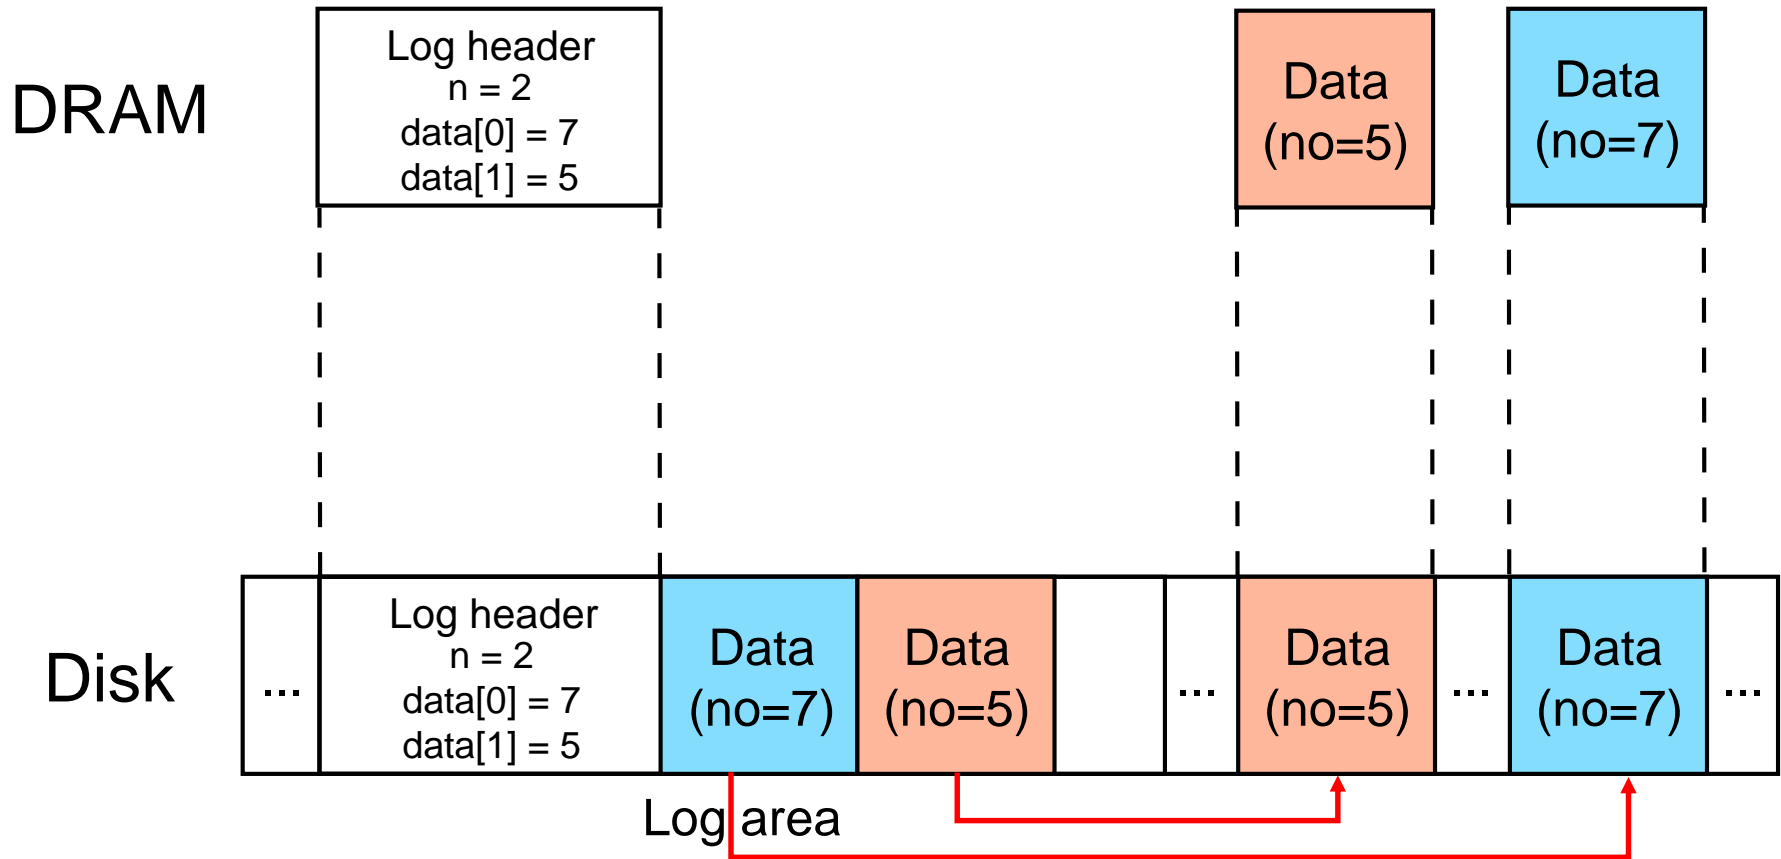 DRAM
Log header
n = 2
data[0] = 7
data[1] = 5
Data
(no=5)
Data
(no=7)
Disk
...
Log header
n = 2
data[0] = 7
data[1] = 5
Data
(no=7)
Data
(no=5)
...
Data
(no=5)
...
Data
(no=7)
...
Log area